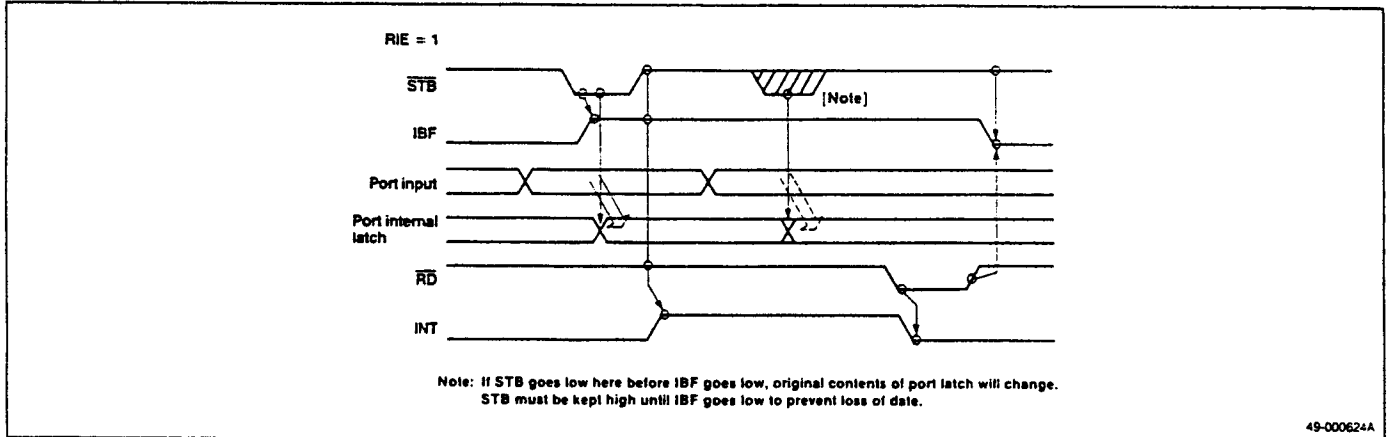 RIE = 1
STB
[Note]
IBF
Port input
Port internal
latch
RD
INT
Note: If STB goes low here before IBF goes low, original contents of port latch will change.
STB must be kept high until IBF goes low to prevent loss of date.
49-000624A